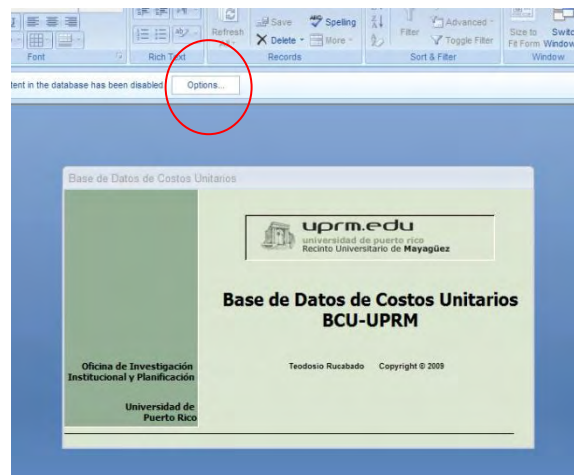 Save
Spelling
Advanced
Refresh
Delete
More
Filter
Toggle Filter
Size to
Fit Form
Switc
Window
Font
Rich Text
Records
Sort & Filter
Window
tent in the database has been disabled
Options...
Base de Datos de Costos Unitarios
uprm.edu
universidad de puerto rico
Recinto Universitario de Mayagüez
Base de Datos de Costos Unitarios
BCU-UPRM
Teodosio Rucabado Copyright © 2009
Oficina de Investigación
Institucional y Planificación
Universidad de
Puerto Rico